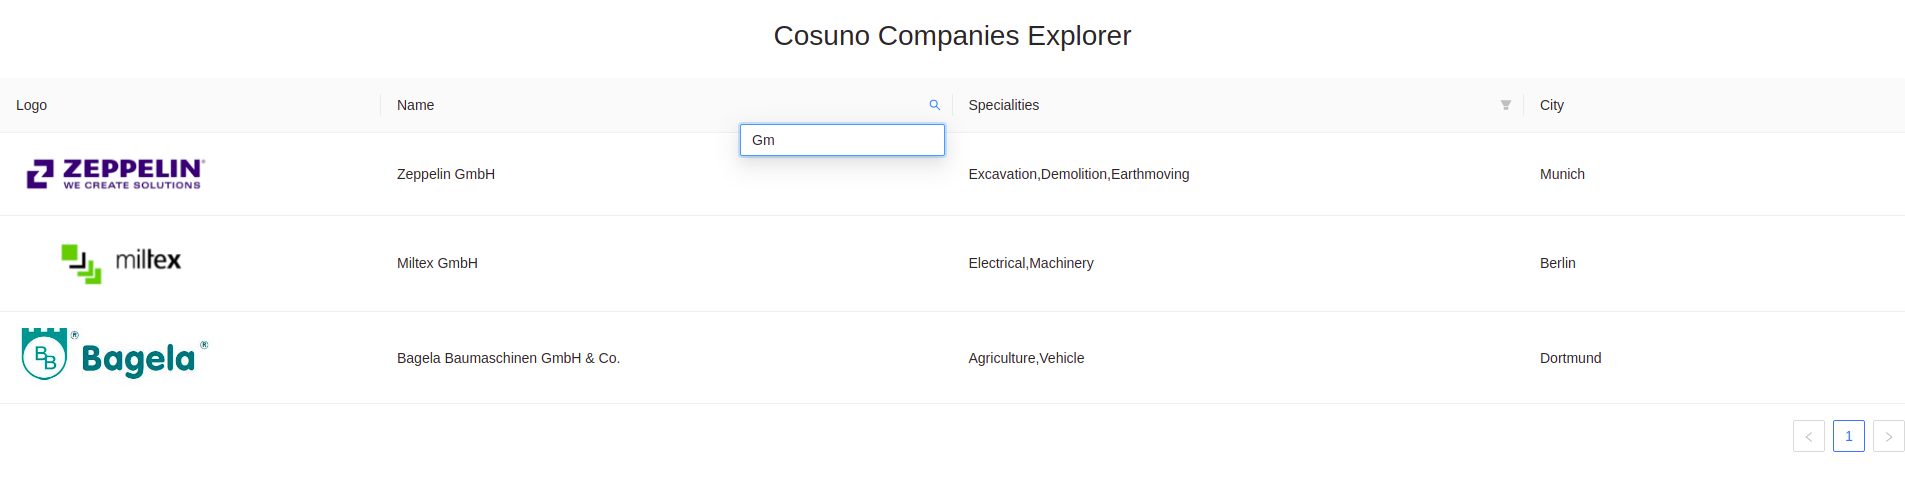 Cosuno Companies Explorer
Logo Name Specialities City
Gm
ZEPPELIN®
WE CREATE SOLUTIONS
Zeppelin GmbH Excavation,Demolition,Earthmoving Munich
miltex
Miltex GmbH Electrical,Machinery Berlin
BB ® Bagela ®
Bagela Baumaschinen GmbH & Co. Agriculture,Vehicle Dortmund
< 1 >